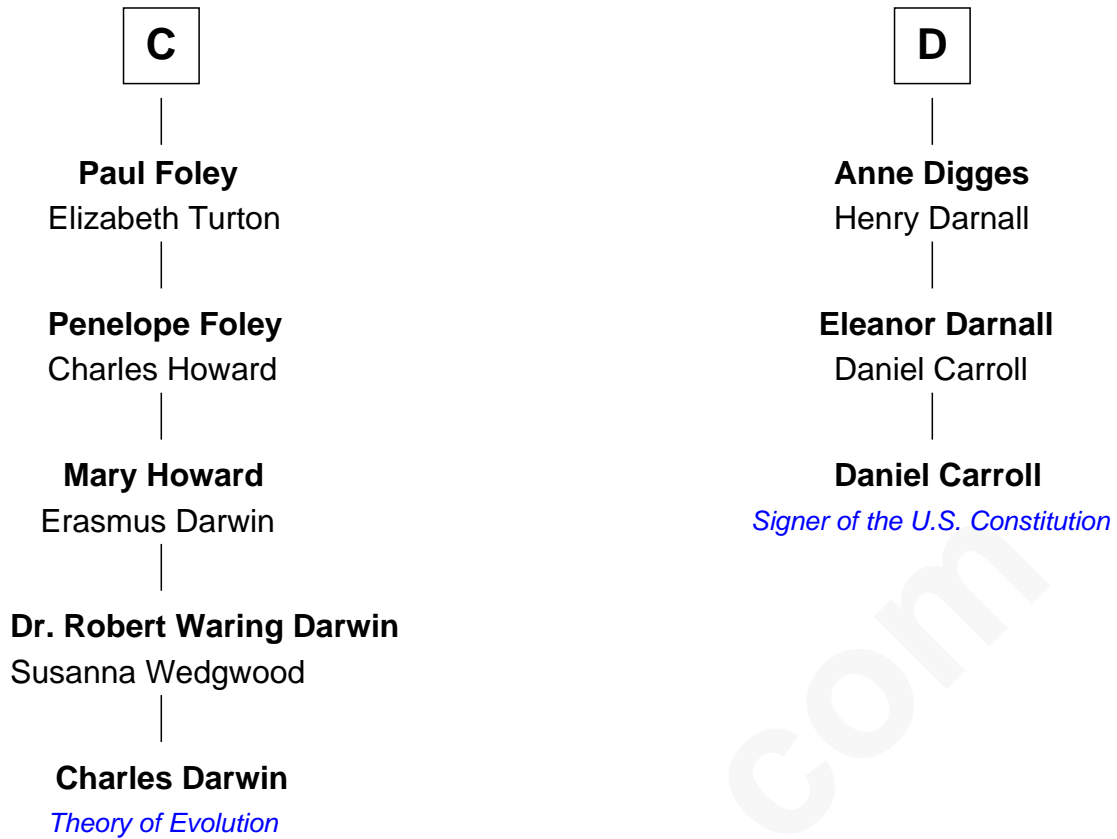 C
Paul Foley
Elizabeth Turton
Penelope Foley
Charles Howard
Mary Howard
Erasmus Darwin
Dr. Robert Waring Darwin
Susanna Wedgwood
Charles Darwin
Theory of Evolution
D
Anne Digges
Henry Darnall
Eleanor Darnall
Daniel Carroll
Daniel Carroll
Signer of the U.S. Constitution
com